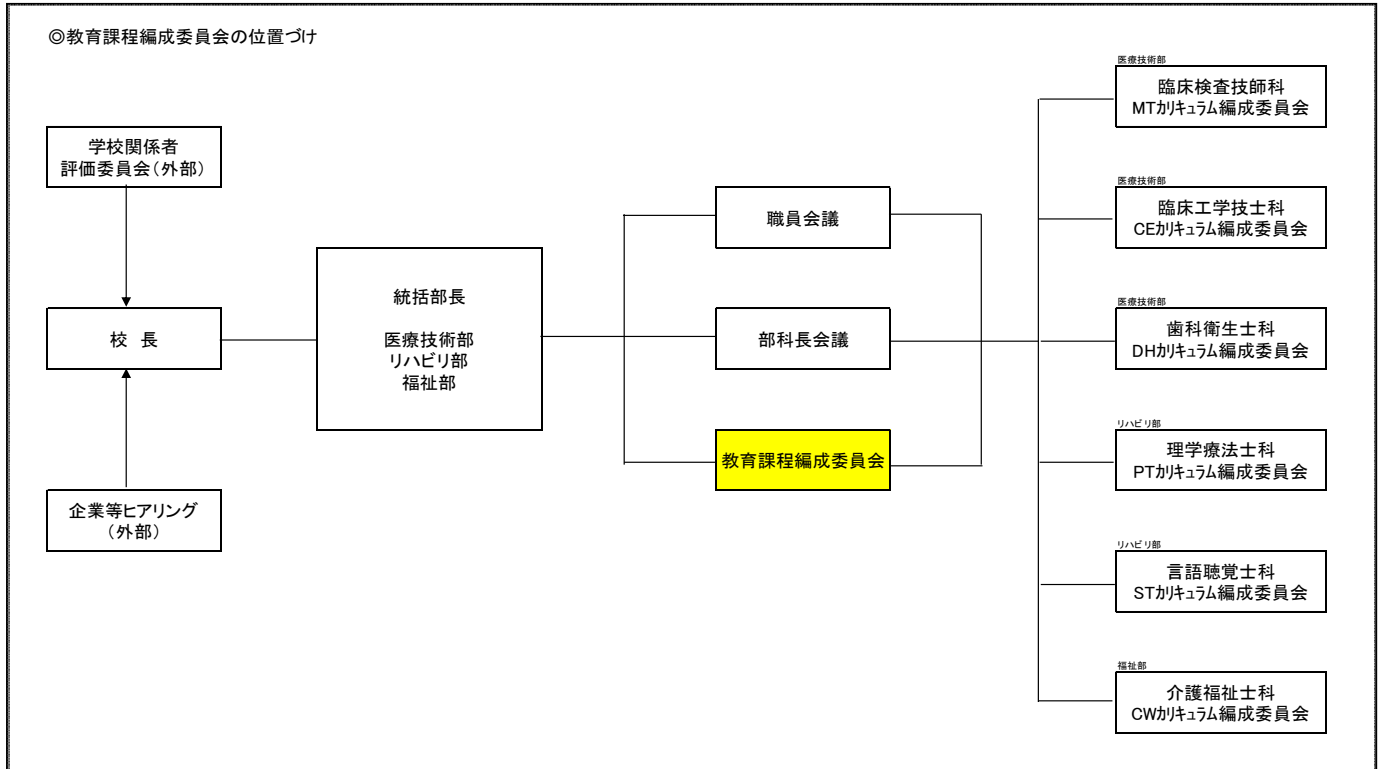 ◎教育課程編成委員会の位置づけ
学校関係者
評価委員会(外部)
校 長
企業等ヒアリング
(外部)
統括部長
医療技術部
リハビリ部
福祉部
職員会議
部科長会議
教育課程編成委員会
医療技術部
臨床検査技師科
MTカリキュラム編成委員会
医療技術部
臨床工学技士科
CEカリキュラム編成委員会
医療技術部
歯科衛生士科
DHカリキュラム編成委員会
リハビリ部
理学療法士科
PTカリキュラム編成委員会
リハビリ部
言語聴覚士科
STカリキュラム編成委員会
福祉部
介護福祉士科
CWカリキュラム編成委員会